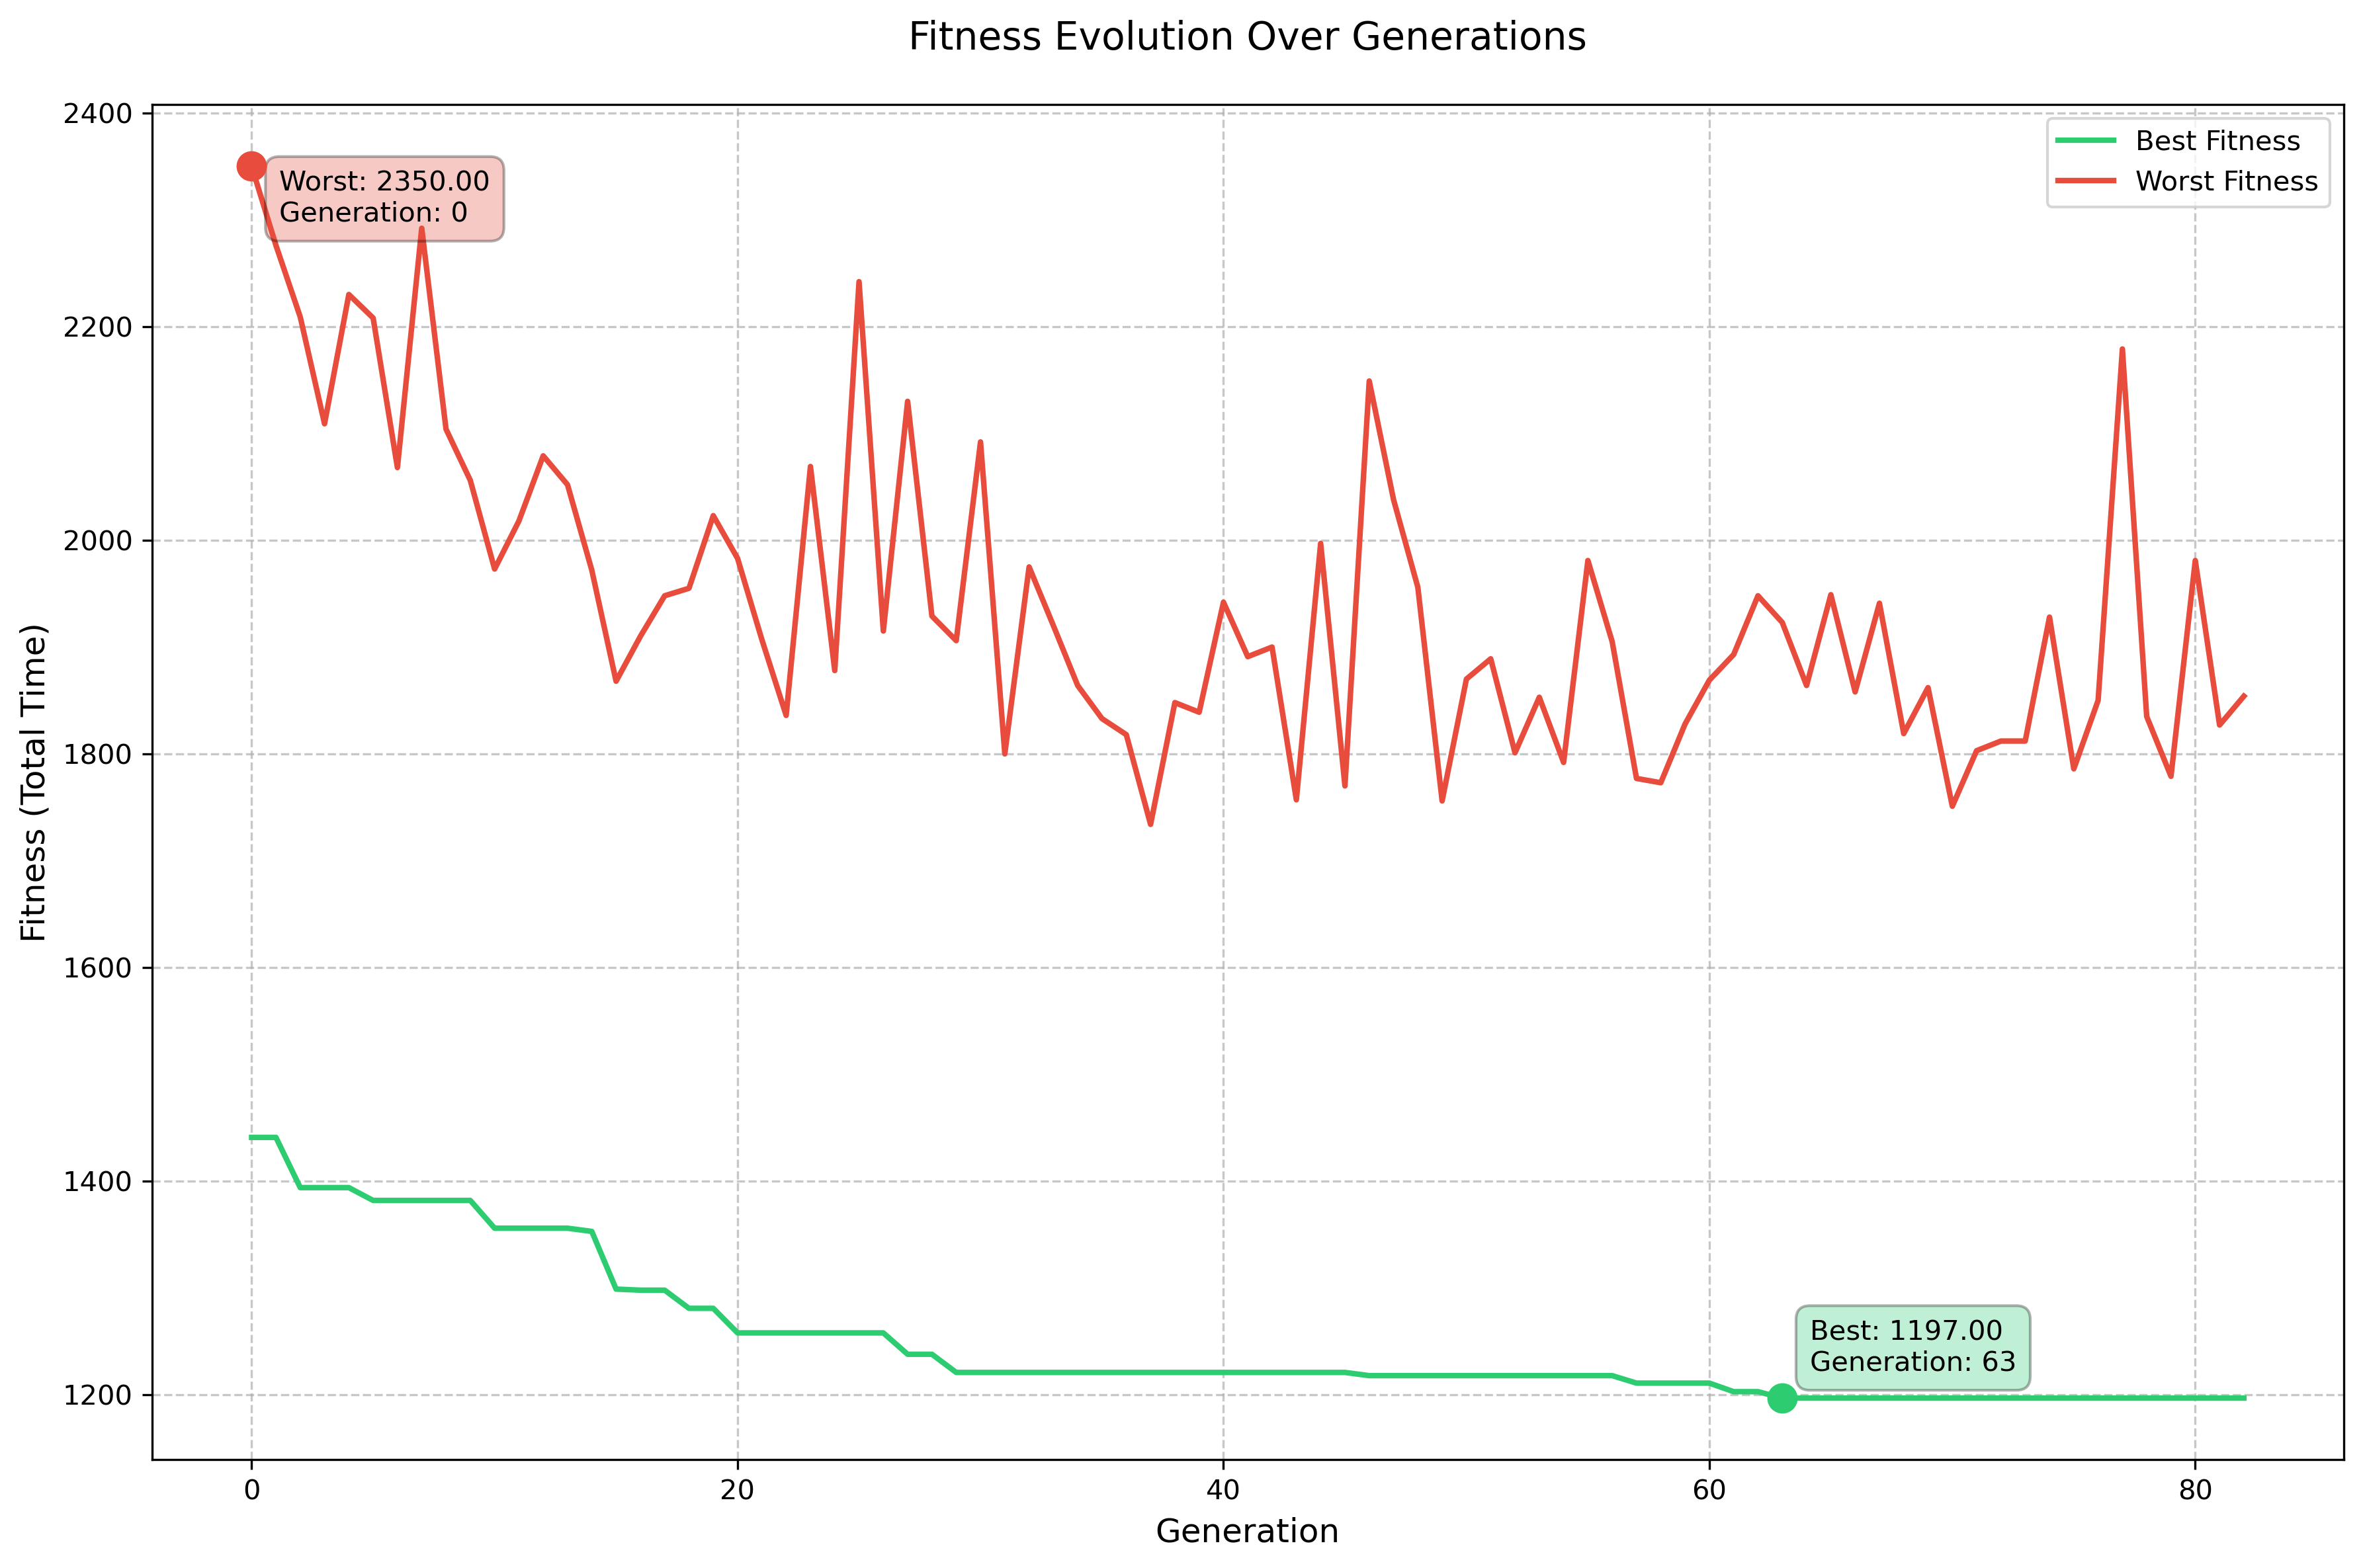 Fitness Evolution Over Generations
2400
2200
2000
1800
1600
1400
1200
Fitness (Total Time)
Worst: 2350.00
Generation: 0
Best Fitness
Worst Fitness
Best: 1197.00
Generation: 63
0
20
40
60
80
Generation